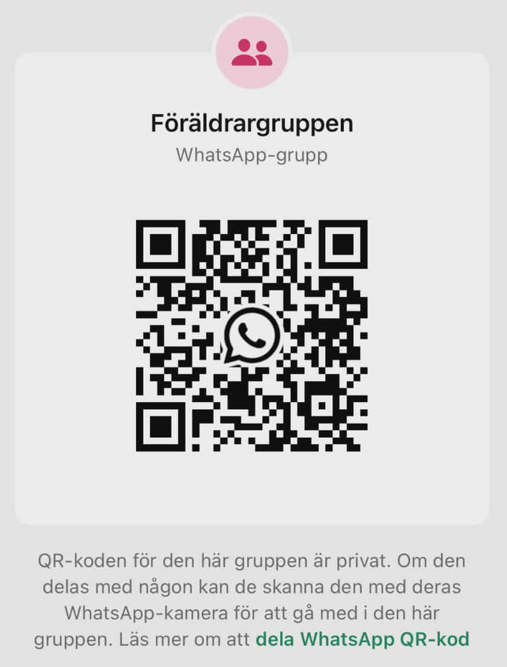 Föräldrargruppen
WhatsApp-grupp
QR-koden för den här gruppen är privat. Om den
delas med någon kan de skanna den med deras
WhatsApp-kamera för att gå med i den här
gruppen. Läs mer om att dela WhatsApp QR-kod